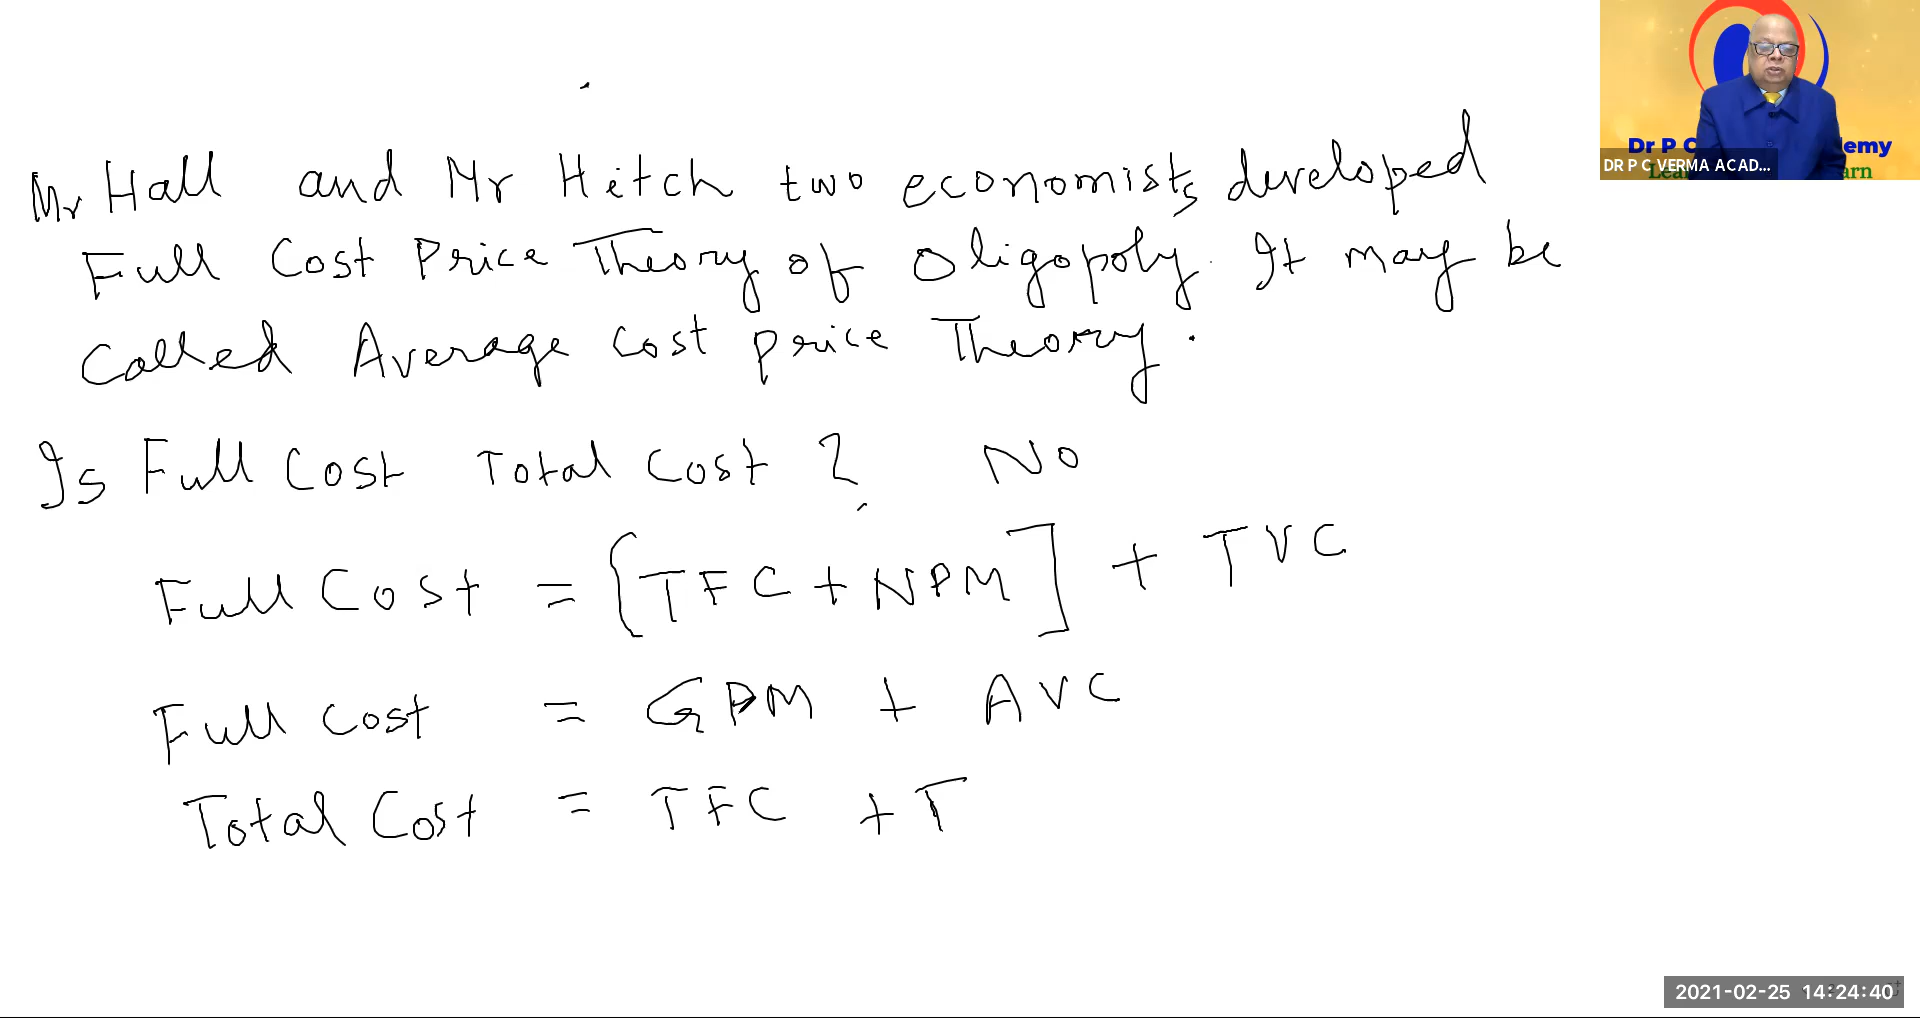 Mr Hall and Mr Hitch two economists developed
Full Cost Price Theory of Oligopoly. It may be
Called Average Cost price Theory.
Is Full Cost Total Cost ? No
Full Cost = [TFC + NPM] + TVC
Full Cost = GPM + AVC
Total Cost = TFC + T
Dr P C emy
DR P C VERMA ACAD...
Lea arn
2021-02-25 14:24:40